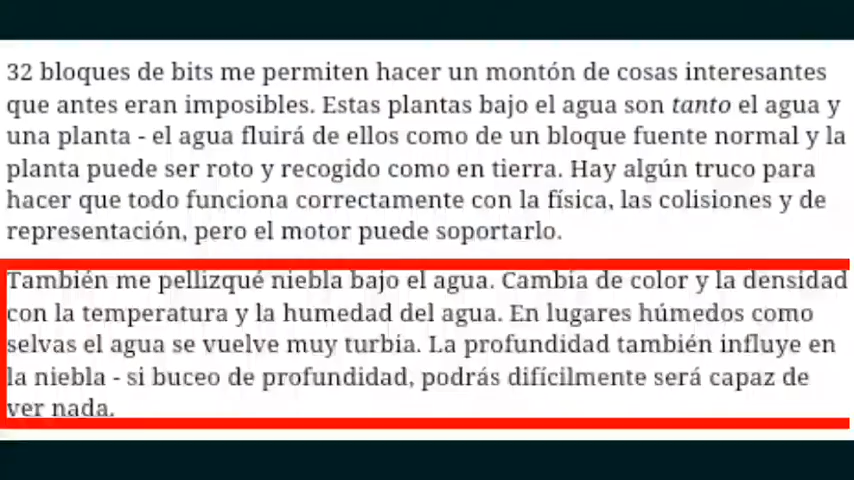 32 bloques de bits me permiten hacer un montón de cosas interesantes
que antes eran imposibles. Estas plantas bajo el agua son tanto el agua y
una planta - el agua fluirá de ellos como de un bloque fuente normal y la
planta puede ser roto y recogido como en tierra. Hay algún truco para
hacer que todo funciona correctamente con la física, las colisiones y de
representación, pero el motor puede soportarlo.
También me pellizqué niebla bajo el agua. Cambia de color y la densidad
con la temperatura y la humedad del agua. En lugares húmedos como
selvas el agua se vuelve muy turbia. La profundidad también influye en
la niebla - si buceo de profundidad, podrás difícilmente será capaz de
ver nada.